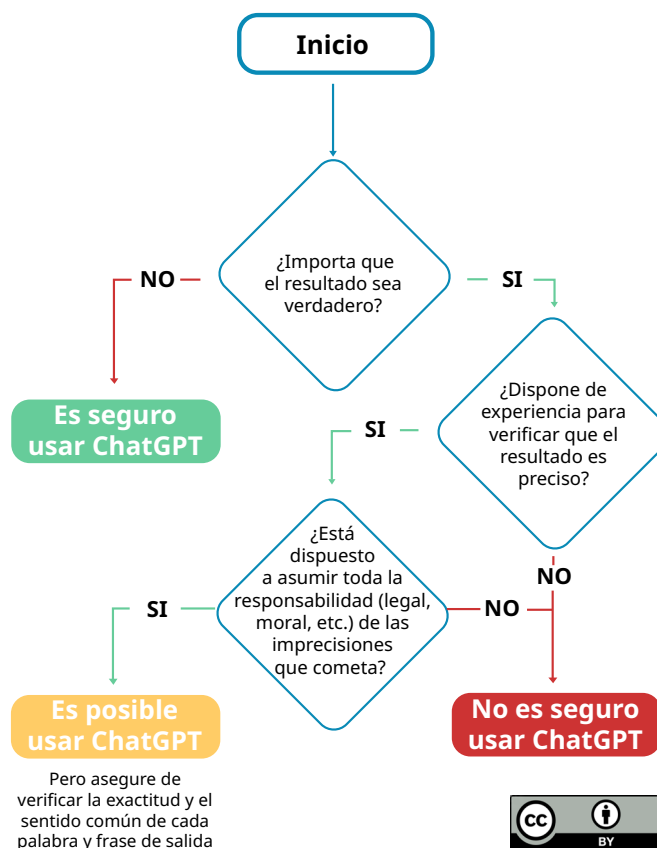 Inicio
¿Importa que
el resultado sea
verdadero?
NO
SI
Es seguro
usar ChatGPT
¿Dispone de
experiencia para
verificar que el
resultado es
preciso?
SI
¿Está
dispuesto
a asumir toda la
responsabilidad (legal,
moral, etc.) de las
imprecisiones
que cometa?
NO
NO
SI
Es posible
usar ChatGPT
No es seguro
usar ChatGPT
Pero asegure de
verificar la exactitud y el
sentido común de cada
palabra y frase de salida
cc
BY